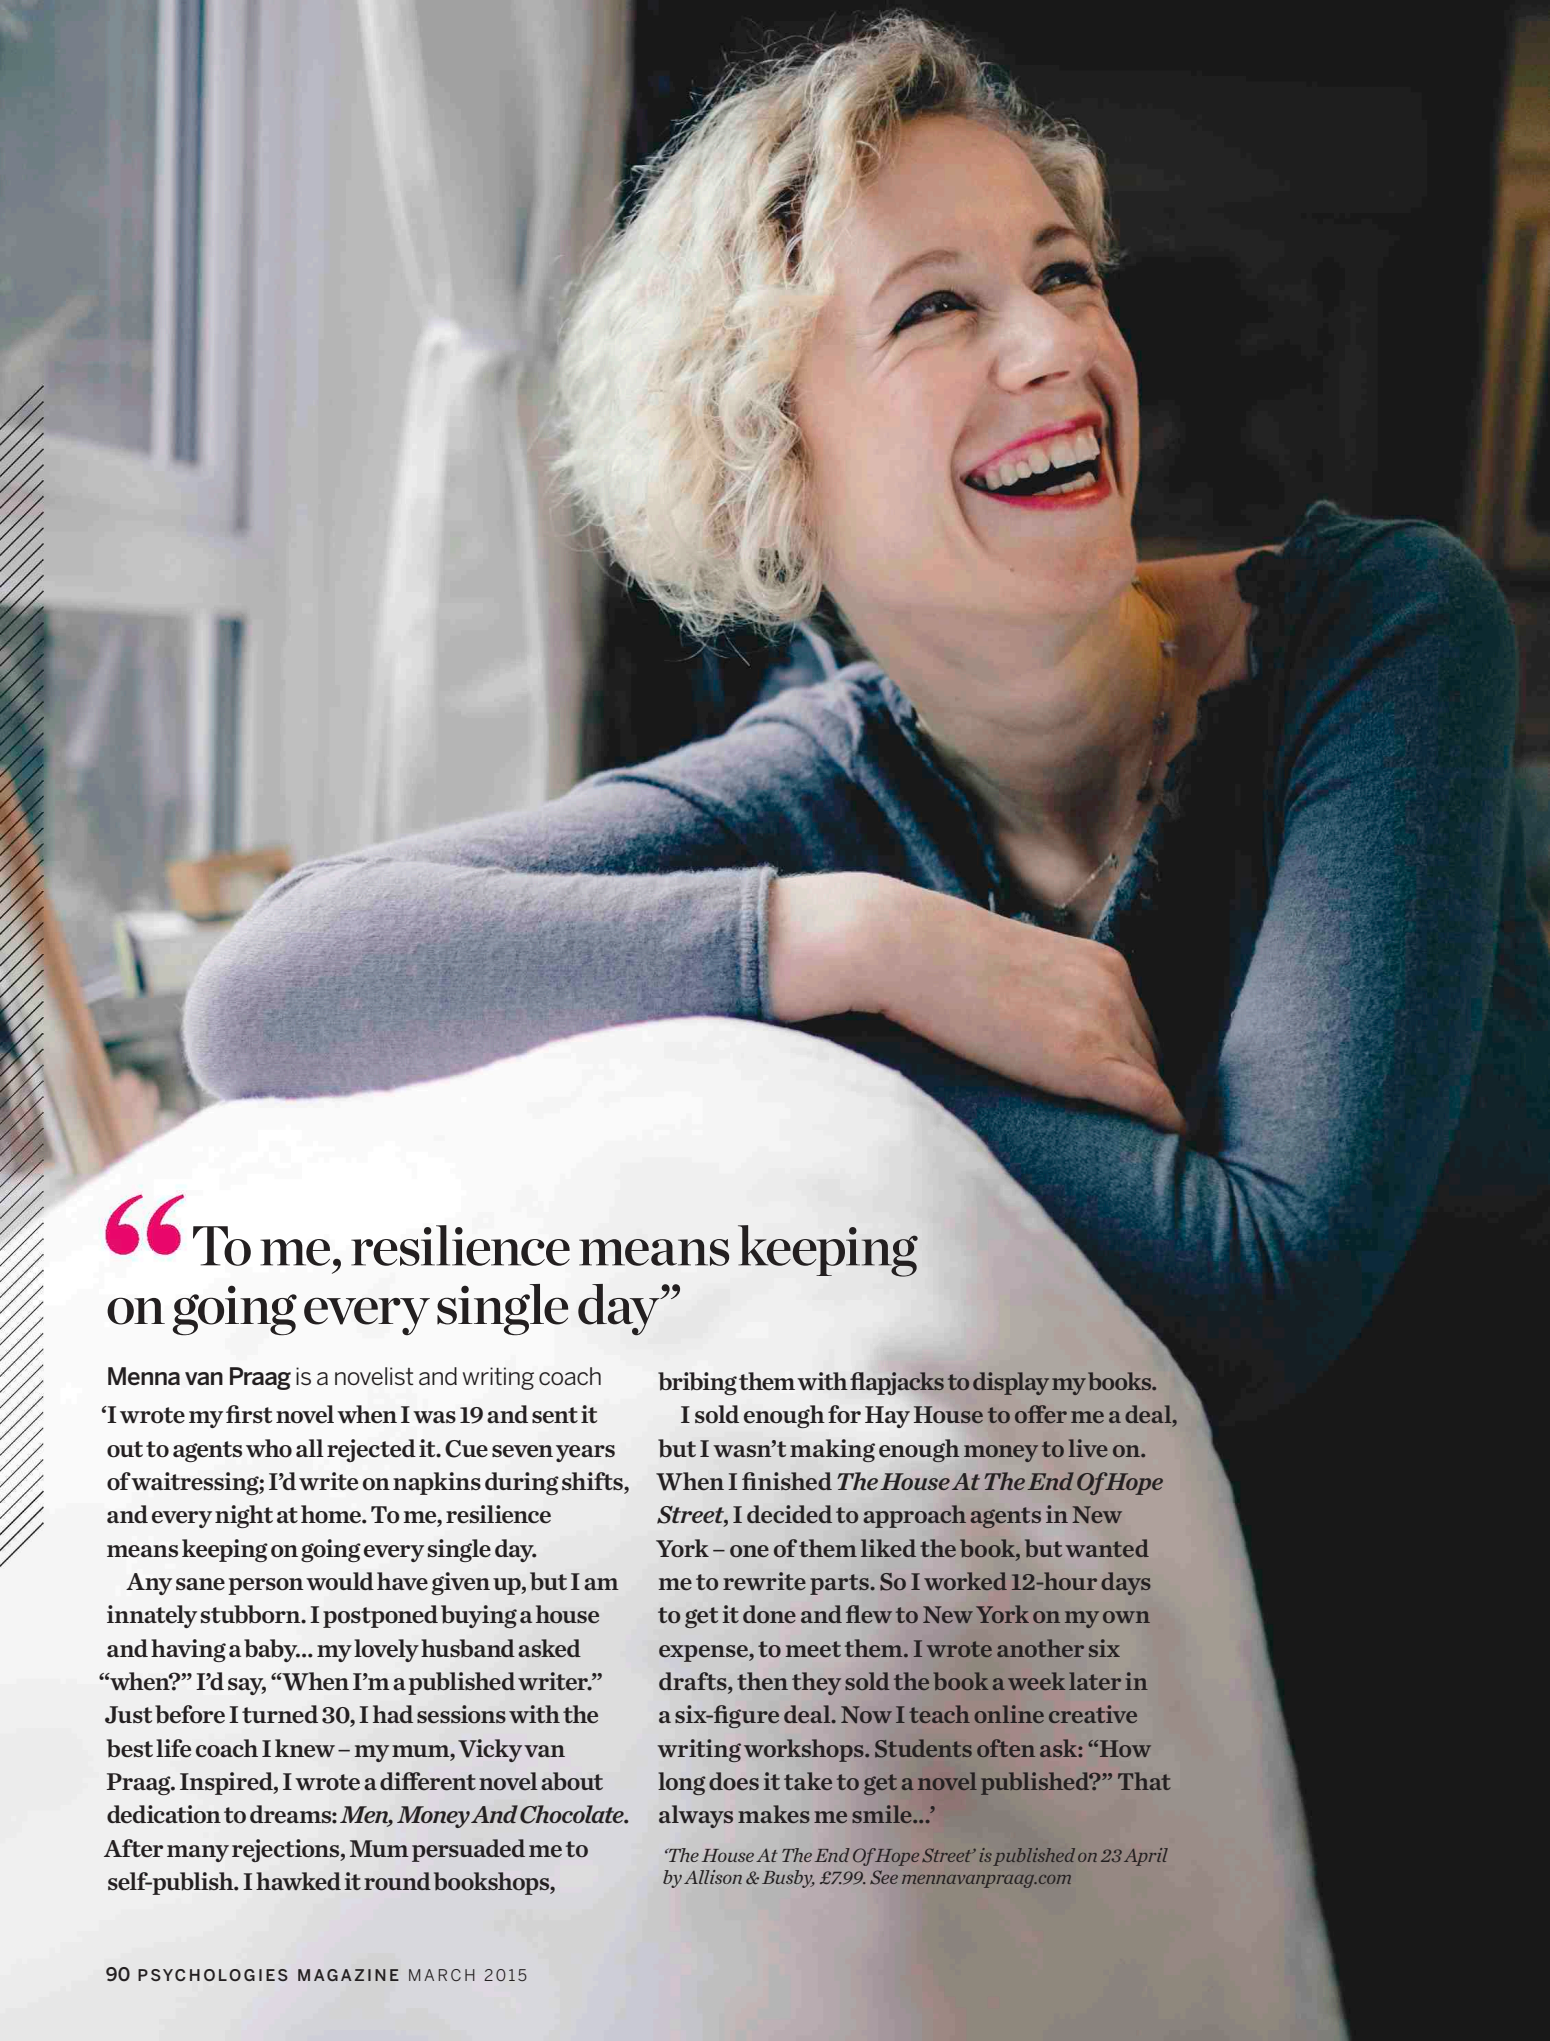 “To me, resilience means keeping
on going every single day”
Menna van Praag is a novelist and writing coach
‘I wrote my first novel when I was 19 and sent it
out to agents who all rejected it. Cue seven years
of waitressing; I’d write on napkins during shifts,
and every night at home. To me, resilience
means keeping on going every single day.
Any sane person would have given up, but I am
innately stubborn. I postponed buying a house
and having a baby... my lovely husband asked
“when?” I’d say, “When I’m a published writer.”
Just before I turned 30, I had sessions with the
best life coach I knew – my mum, Vicky van
Praag. Inspired, I wrote a different novel about
dedication to dreams: Men, Money And Chocolate.
After many rejections, Mum persuaded me to
self-publish. I hawked it round bookshops,
bribing them with flapjacks to display my books.
I sold enough for Hay House to offer me a deal,
but I wasn’t making enough money to live on.
When I finished The House At The End Of Hope
Street, I decided to approach agents in New
York – one of them liked the book, but wanted
me to rewrite parts. So I worked 12-hour days
to get it done and flew to New York on my own
expense, to meet them. I wrote another six
drafts, then they sold the book a week later in
a six-figure deal. Now I teach online creative
writing workshops. Students often ask: “How
long does it take to get a novel published?” That
always makes me smile...’
‘The House At The End Of Hope Street’ is published on 23 April
by Allison & Busby, £7.99. See mennavanpraag.com
90 PSYCHOLOGIES MAGAZINE MARCH 2015